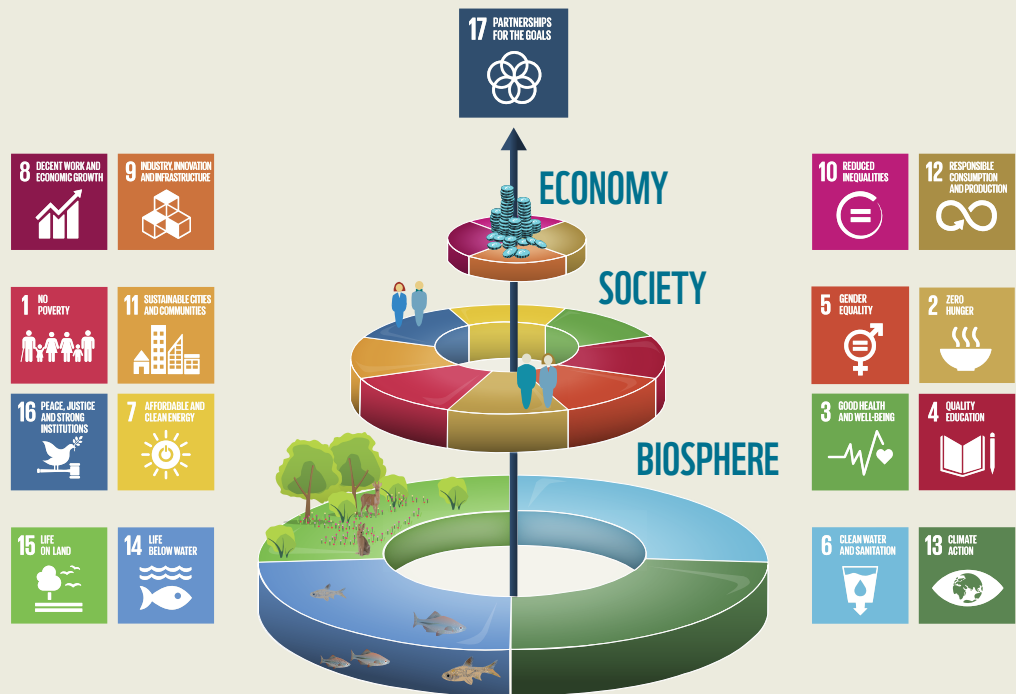 17 PARTNERSHIPS
FOR THE GOALS
8 DECENT WORK AND
ECONOMIC GROWTH
9 INDUSTRY, INNOVATION
AND INFRASTRUCTURE
ECONOMY
10 REDUCED
INEQUALITIES
12 RESPONSIBLE
CONSUMPTION
AND PRODUCTION
1 NO
POVERTY
11 SUSTAINABLE CITIES
AND COMMUNITIES
SOCIETY
5 GENDER
EQUALITY
2 ZERO
HUNGER
16 PEACE, JUSTICE
AND STRONG
INSTITUTIONS
7 AFFORDABLE AND
CLEAN ENERGY
3 GOOD HEALTH
AND WELL-BEING
4 QUALITY
EDUCATION
BIOSPHERE
15 LIFE
ON LAND
14 LIFE
BELOW WATER
6 CLEAN WATER
AND SANITATION
13 CLIMATE
ACTION